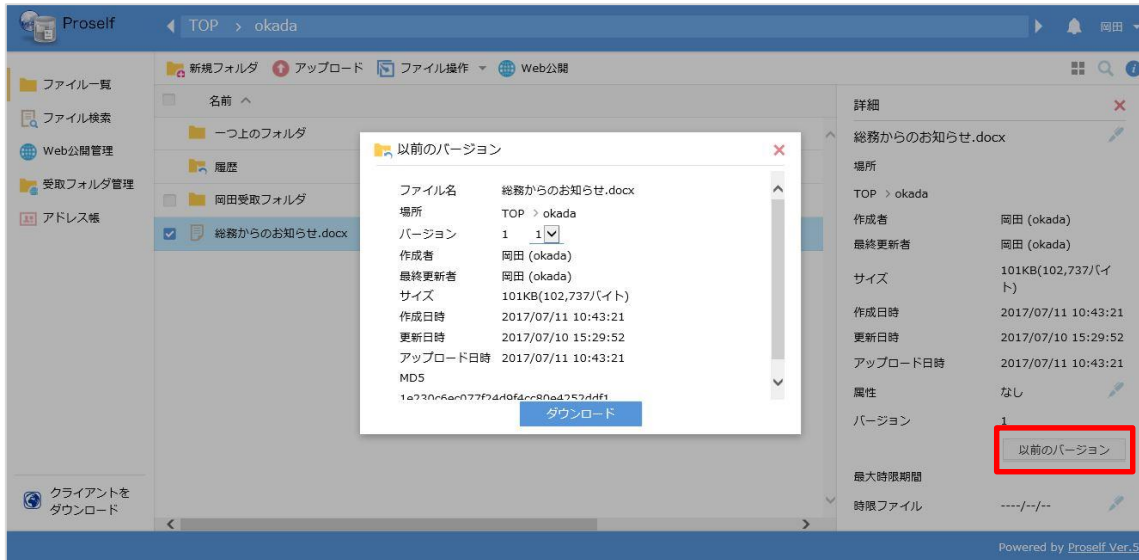 Proself
TOP > okada
岡田
新規フォルダ アップロード ファイル操作 Web公開
ファイル一覧
ファイル検索
Web公開管理
受取フォルダ管理
アドレス帳
クライアントを
ダウンロード
名前
一つ上のフォルダ
履歴
岡田受取フォルダ
総務からのお知らせ.docx
以前のバージョン
ファイル名 総務からのお知らせ.docx
場所 TOP > okada
バージョン 1 1
作成者 岡田 (okada)
最終更新者 岡田 (okada)
サイズ 101KB(102,737バイト)
作成日時 2017/07/11 10:43:21
更新日時 2017/07/10 15:29:52
アップロード日時 2017/07/11 10:43:21
MD5
1e230c6ec077f24d9f4cc80e4252ddf1
ダウンロード
詳細
総務からのお知らせ.docx
場所
TOP > okada
作成者 岡田 (okada)
最終更新者 岡田 (okada)
サイズ 101KB(102,737バイ
ト)
作成日時 2017/07/11 10:43:21
更新日時 2017/07/10 15:29:52
アップロード日時 2017/07/11 10:43:21
属性 なし
バージョン 1
以前のバージョン
最大時限期間
時限ファイル ----/--/--
Powered by Proself Ver.5